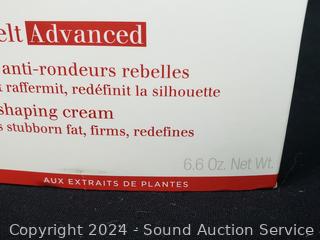 elt Advanced
anti-rondeurs rebelles
raffermit, redéfinit la silhouette
shaping cream
s stubborn fat, firms, redefines
6.6 Oz. Net Wt.
AUX EXTRAITS DE PLANTES
Copyright 2024 - Sound Auction Service